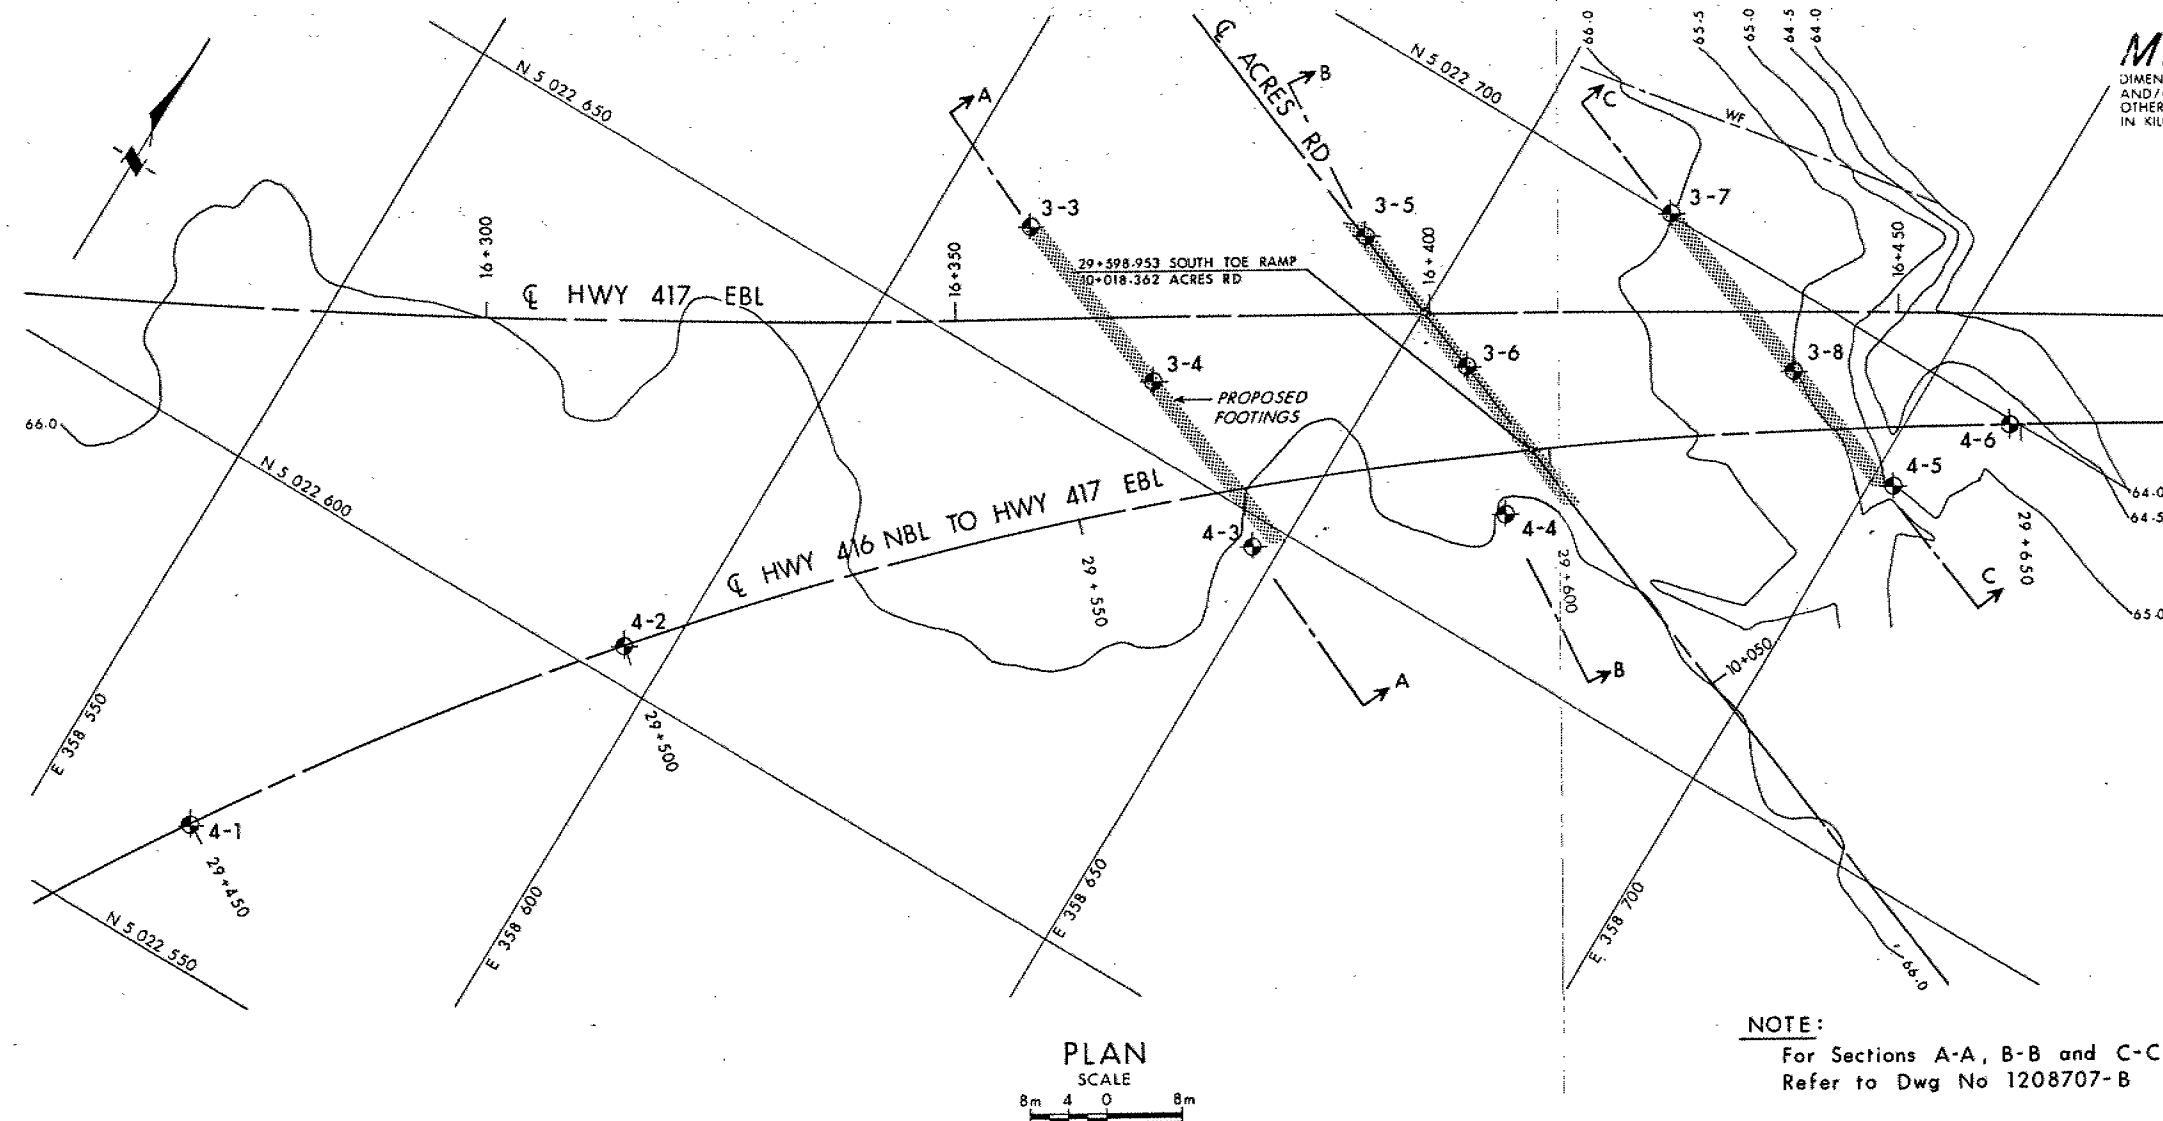 66.0
65.5
65.0
64.5
64.0
M
DIMEN
AND/
OTHER
IN KIL
N 5 022 650
A
℄ ACRES RD
B
N 5 022 700
C
WF
3-3
3-5
3-7
16+300
16+350
16+400
16+450
29+598.953 SOUTH TOE RAMP
10+018.362 ACRES RD
℄ HWY 417 EBL
3-4
3-6
3-8
PROPOSED
FOOTINGS
66.0
4-6
4-5
N 5 022 600
64.0
64.5
℄ HWY 416 NBL TO HWY 417 EBL
4-3
4-4
29+550
29+600
29+650
C
65.0
4-2
10+050
B
A
E 358 550
29+500
4-1
29+450
E 358 600
E 358 650
E 358 700
N 5 022 550
66.0
NOTE:
For Sections A-A, B-B and C-C
Refer to Dwg No 1208707-B
PLAN
SCALE
8m 4 0 8m